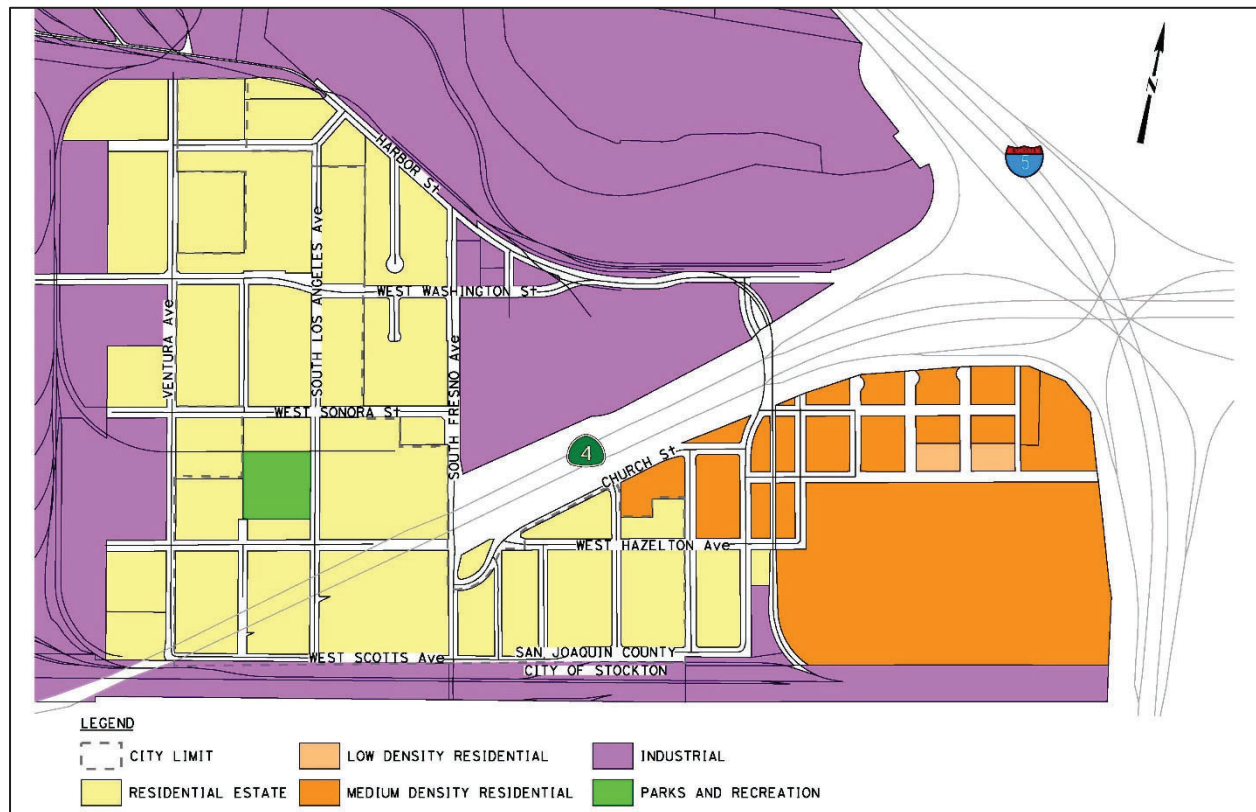 N
INTERSTATE
5
HARBOR St
SOUTH LOS ANGELES Ave
WEST WASHINGTON St
VENTURA Ave
SOUTH FRESNO Ave
WEST SONORA St
4
CHURCH St
WEST HAZELTON Ave
WEST SCOTTS Ave
SAN JOAQUIN COUNTY
CITY OF STOCKTON
LEGEND
CITY LIMIT
LOW DENSITY RESIDENTIAL
INDUSTRIAL
RESIDENTIAL ESTATE
MEDIUM DENSITY RESIDENTIAL
PARKS AND RECREATION